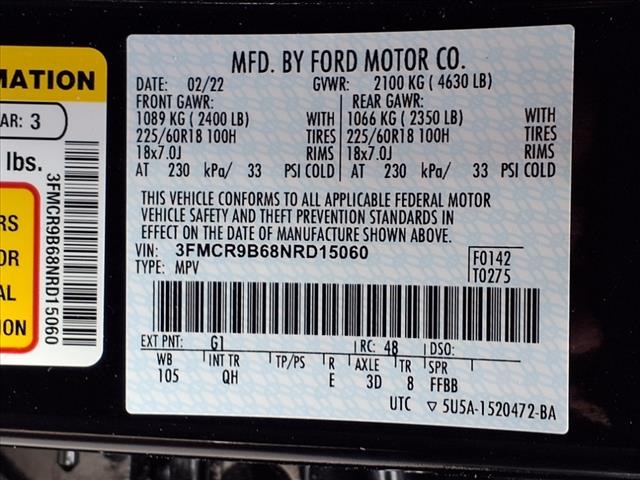 MATION
AR: 3
lbs.
RS
OR
AL
ION
3FMCR9B68NRD15060
MFD. BY FORD MOTOR CO.
DATE: 02/22 GVWR: 2100 KG ( 4630 LB)
FRONT GAWR: REAR GAWR:
1089 KG ( 2400 LB) WITH 1066 KG ( 2350 LB) WITH
225/60R18 100H TIRES 225/60R18 100H TIRES
18x7.0J RIMS 18x7.0J RIMS
AT 230 kPa/ 33 PSI COLD AT 230 kPa/ 33 PSI COLD
THIS VEHICLE CONFORMS TO ALL APPLICABLE FEDERAL MOTOR
VEHICLE SAFETY AND THEFT PREVENTION STANDARDS IN
EFFECT ON THE DATE OF MANUFACTURE SHOWN ABOVE.
VIN: 3FMCR9B68NRD15060 F0142
TYPE: MPV T0275
EXT PNT: G1 RC: 48 DSO:
WB INT TR TP/PS R AXLE TR SPR
105 QH E 3D 8 FFBB
UTC ▽ 5U5A-1520472-BA